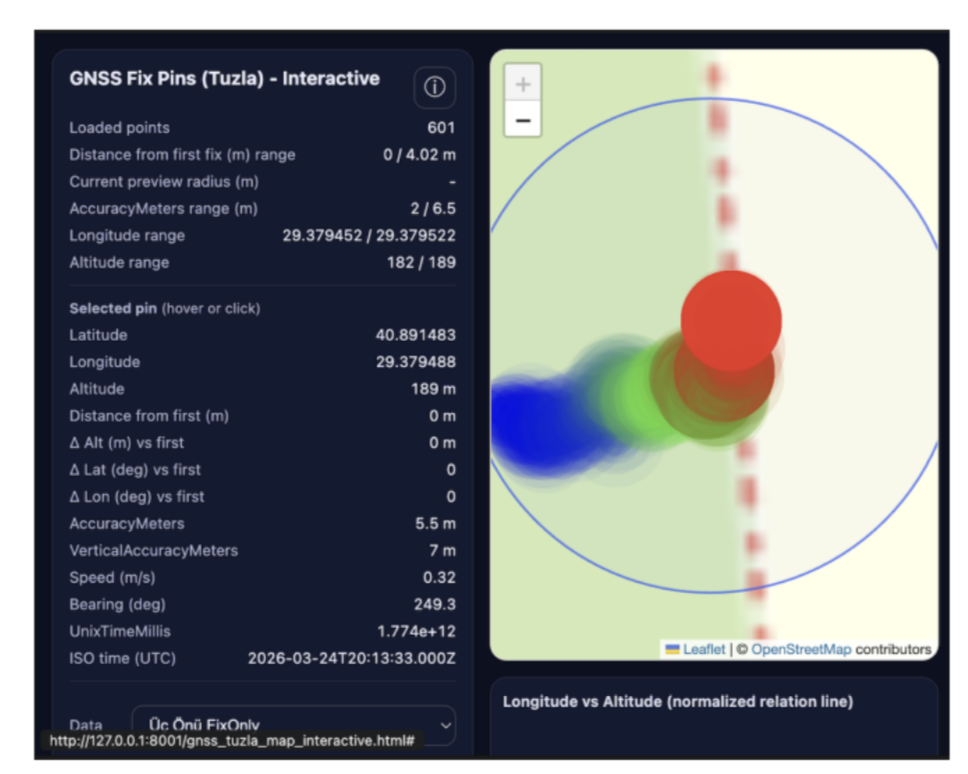 GNSS Fix Pins (Tuzla) - Interactive
Loaded points 601
Distance from first fix (m) range 0 / 4.02 m
Current preview radius (m) -
AccuracyMeters range (m) 2 / 6.5
Longitude range 29.379452 / 29.379522
Altitude range 182 / 189
Selected pin (hover or click)
Latitude 40.891483
Longitude 29.379488
Altitude 189 m
Distance from first (m) 0 m
Δ Alt (m) vs first 0 m
Δ Lat (deg) vs first 0
Δ Lon (deg) vs first 0
AccuracyMeters 5.5 m
VerticalAccuracyMeters 7 m
Speed (m/s) 0.32
Bearing (deg) 249.3
UnixTimeMillis 1.774e+12
ISO time (UTC) 2026-03-24T20:13:33.000Z
Data Üc Önü FixOnly
http://127.0.0.1:8001/gnss_tuzla_map_interactive.html#
+
−
Leaflet | © OpenStreetMap contributors
Longitude vs Altitude (normalized relation line)